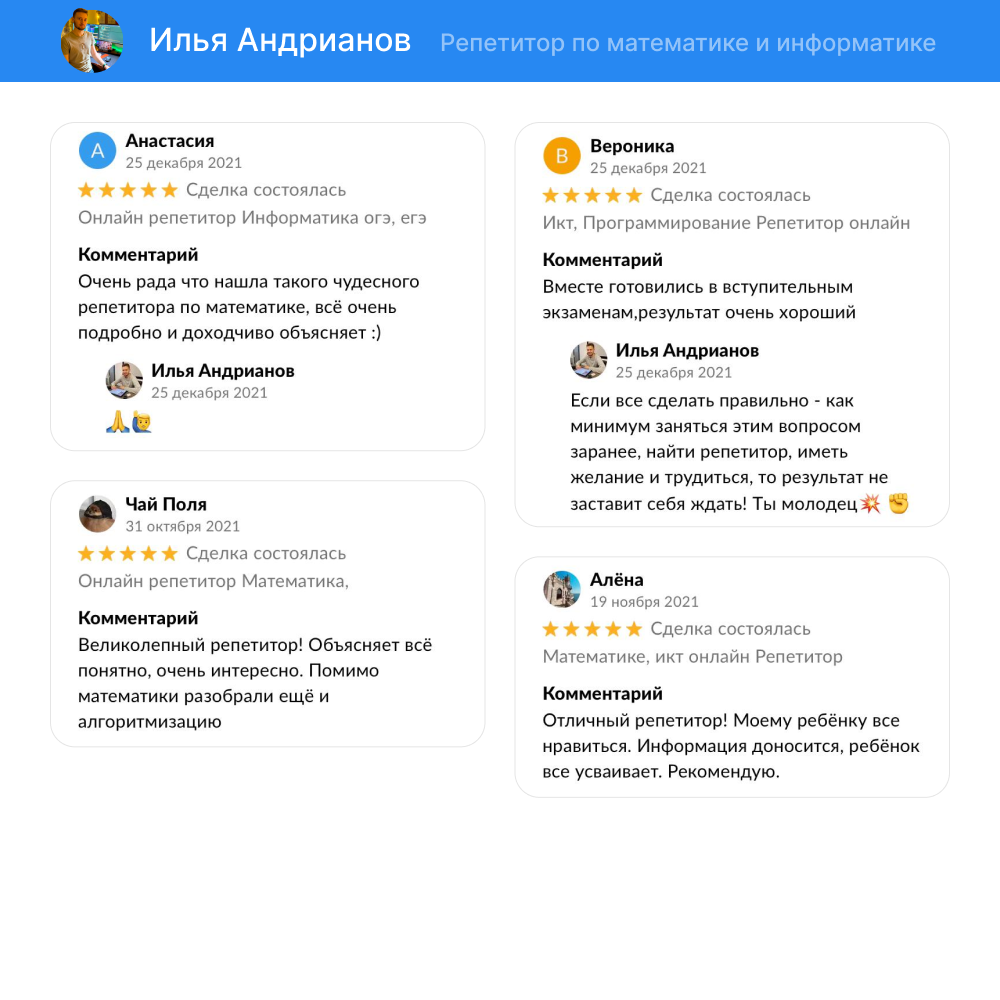 Илья Андрианов
Репетитор по математике и информатике
А
Анастасия
25 декабря 2021
Сделка состоялась
Онлайн репетитор Информатика огэ, егэ
Комментарий
Очень рада что нашла такого чудесного
репетитора по математике, всё очень
подробно и доходчиво объясняет :)
Илья Андрианов
25 декабря 2021
🙏🙋‍♂️
Чай Поля
31 октября 2021
Сделка состоялась
Онлайн репетитор Математика,
Комментарий
Великолепный репетитор! Объясняет всё
понятно, очень интересно. Помимо
математики разобрали ещё и
алгоритмизацию
В
Вероника
25 декабря 2021
Сделка состоялась
Икт, Программирование Репетитор онлайн
Комментарий
Вместе готовились в вступительным
экзаменам,результат очень хороший
Илья Андрианов
25 декабря 2021
Если все сделать правильно - как
минимум заняться этим вопросом
заранее, найти репетитор, иметь
желание и трудиться, то результат не
заставит себя ждать! Ты молодец💥 ✊
Алёна
19 ноября 2021
Сделка состоялась
Математике, икт онлайн Репетитор
Комментарий
Отличный репетитор! Моему ребёнку все
нравиться. Информация доносится, ребёнок
все усваивает. Рекомендую.